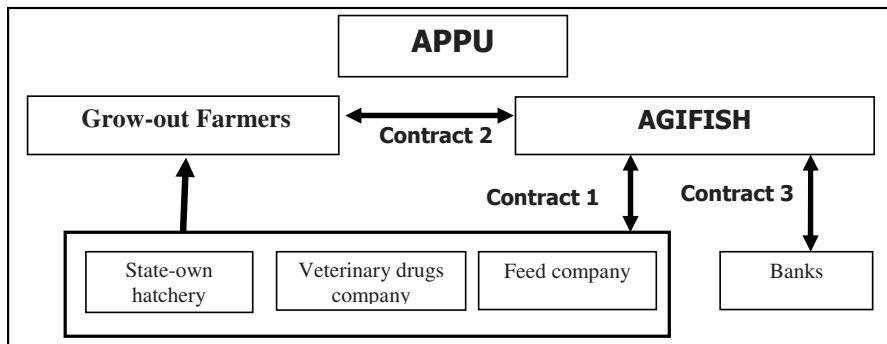 APPU
Grow-out Farmers
AGIFISH
Contract 2
Contract 1
Contract 3
State-own
hatchery
Veterinary drugs
company
Feed company
Banks